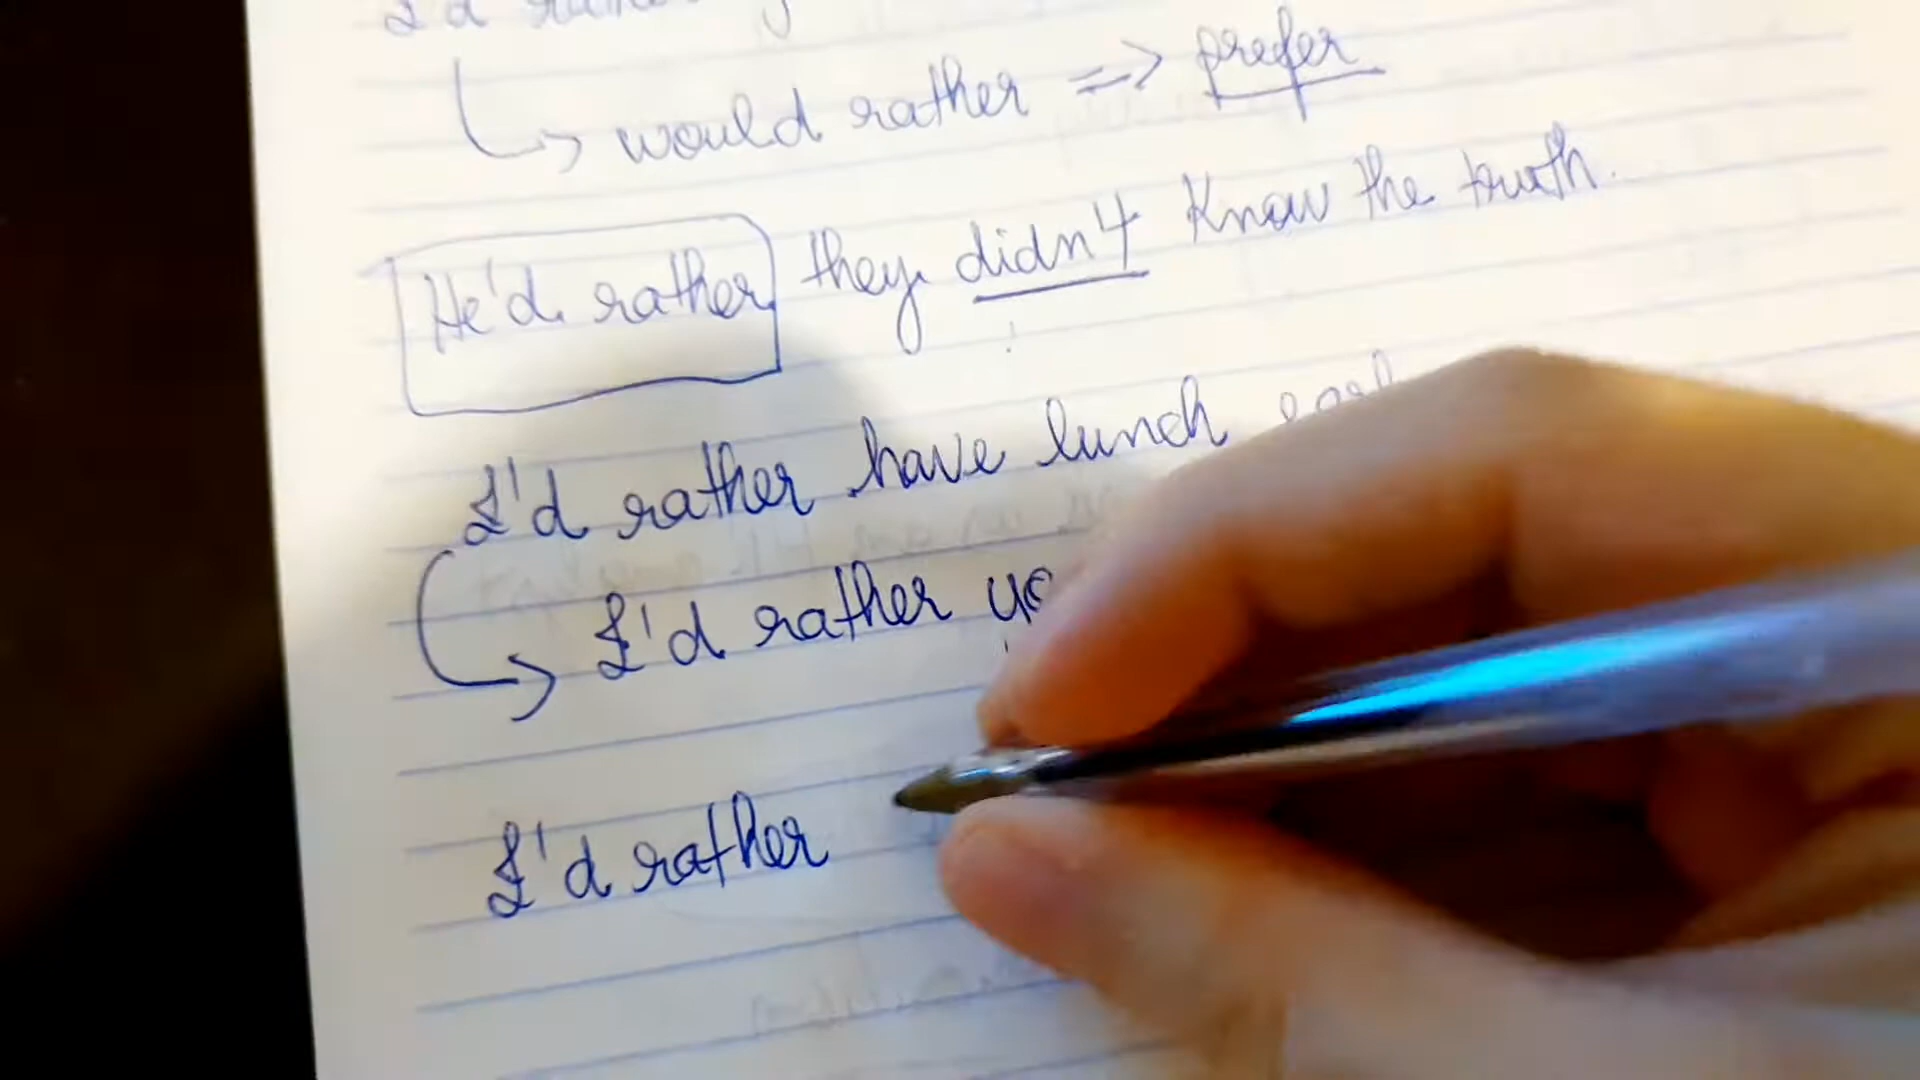 I'd
would rather => prefer
He'd rather they didn't know the truth.
I'd rather have lunch
I'd rather
I'd rather